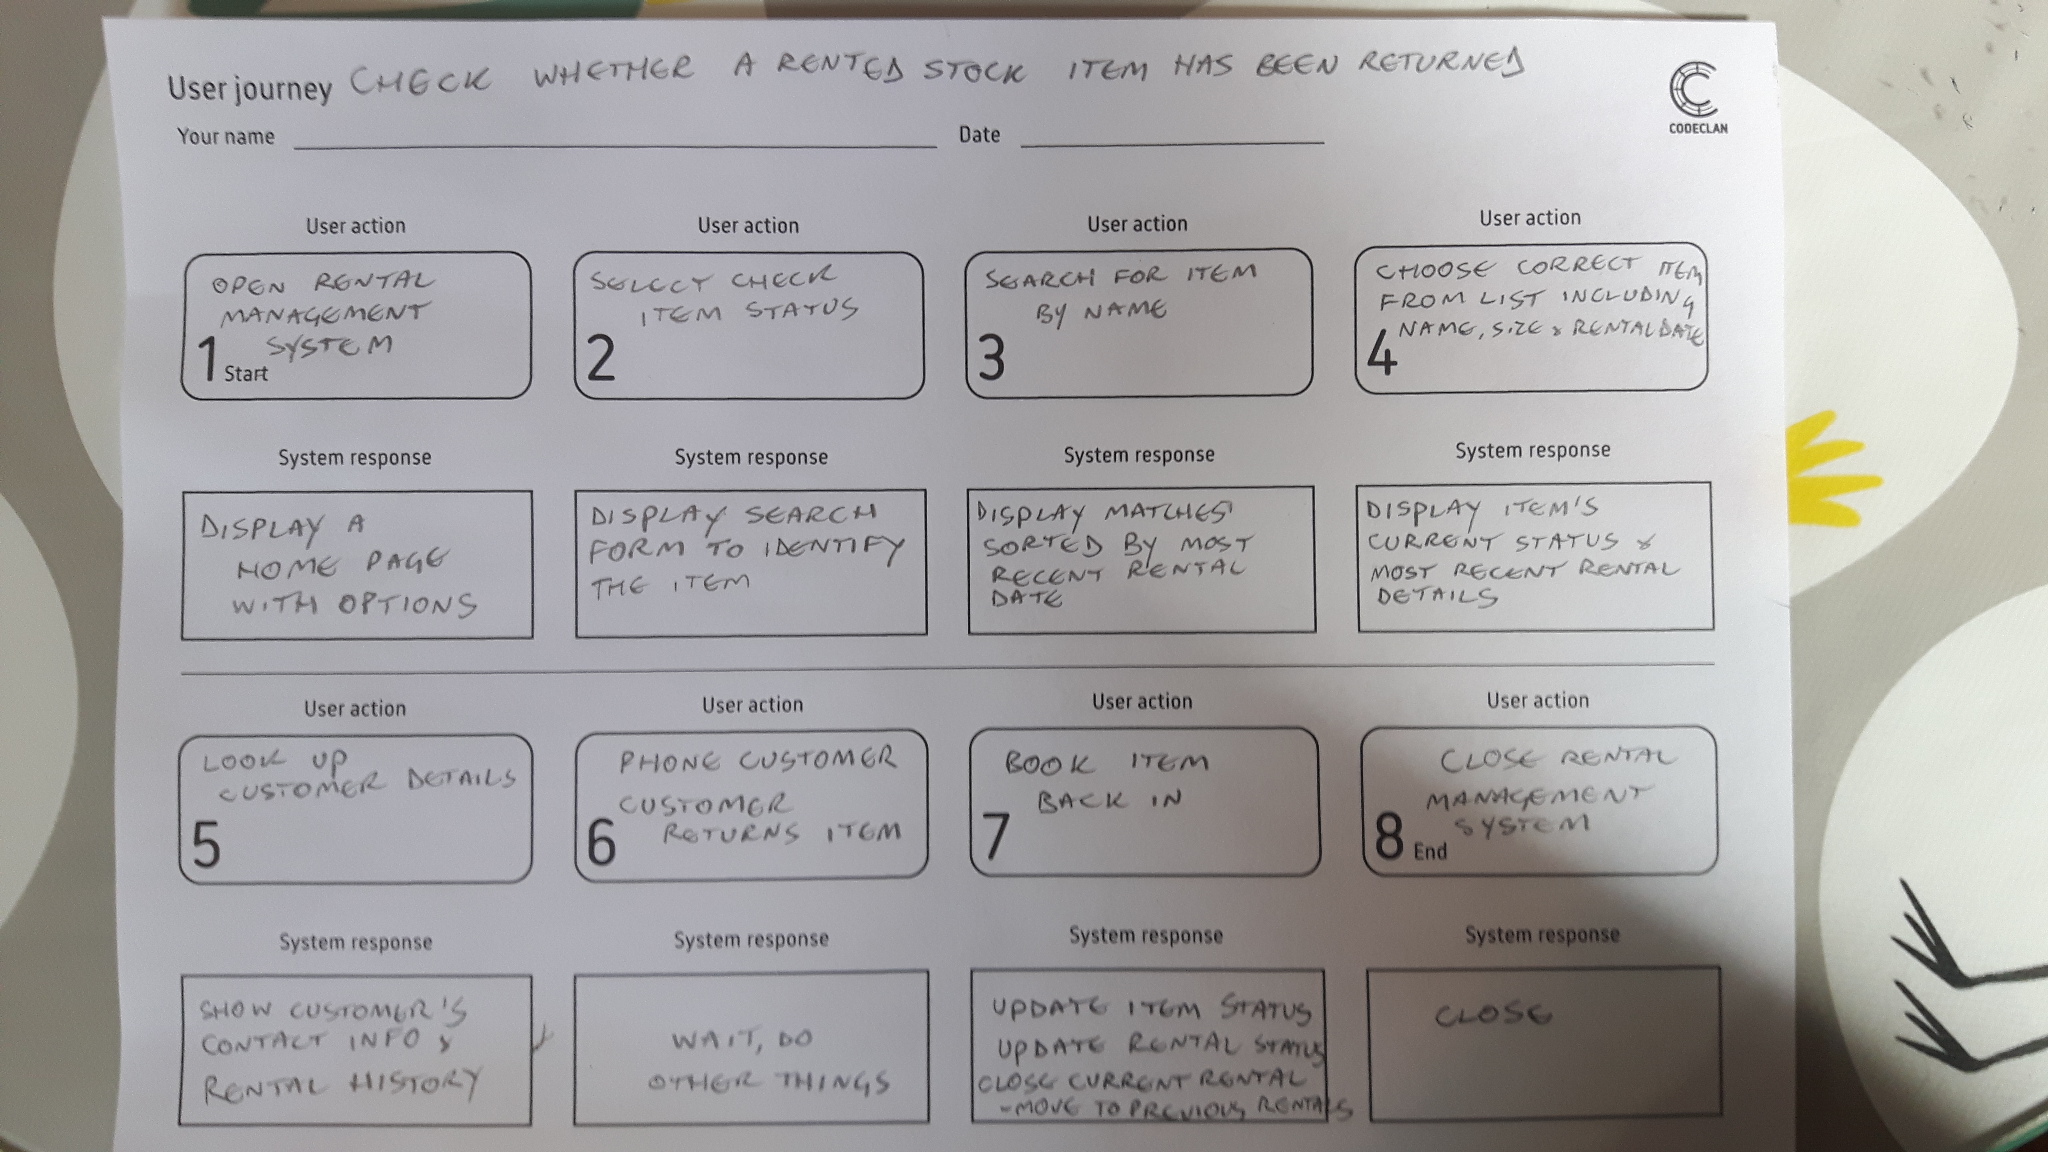 User journey CHECK WHETHER A RENTED STOCK ITEM HAS BEEN RETURNED
CODECLAN
Your name Date
User action
OPEN RENTAL
MANAGEMENT
SYSTEM
1 Start
User action
SELECT CHECK
ITEM STATUS
2
User action
SEARCH FOR ITEM
BY NAME
3
User action
CHOOSE CORRECT ITEM
FROM LIST INCLUDING
NAME, SIZE & RENTAL DATE
4
System response
DISPLAY A
HOME PAGE
WITH OPTIONS
System response
DISPLAY SEARCH
FORM TO IDENTIFY
THE ITEM
System response
DISPLAY MATCHES
SORTED BY MOST
RECENT RENTAL
DATE
System response
DISPLAY ITEM'S
CURRENT STATUS &
MOST RECENT RENTAL
DETAILS
User action
LOOK UP
CUSTOMER DETAILS
5
User action
PHONE CUSTOMER
CUSTOMER
RETURNS ITEM
6
User action
BOOK ITEM
BACK IN
7
User action
CLOSE RENTAL
MANAGEMENT
SYSTEM
8 End
System response
SHOW CUSTOMER'S
CONTACT INFO &
RENTAL HISTORY
System response
WAIT, DO
OTHER THINGS
System response
UPDATE ITEM STATUS
UPDATE RENTAL STATUS
CLOSE CURRENT RENTAL
- MOVE TO PREVIOUS RENTALS
System response
CLOSE